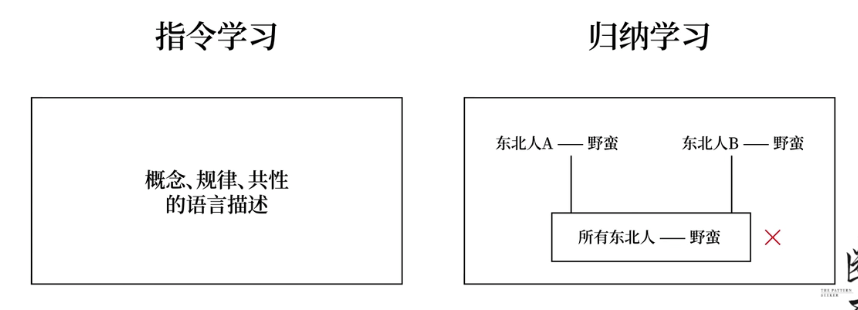 指令学习
归纳学习
概念、规律、共性
的语言描述
东北人A — 野蛮
东北人B — 野蛮
所有东北人 — 野蛮
THE PATTERN
SEEKER